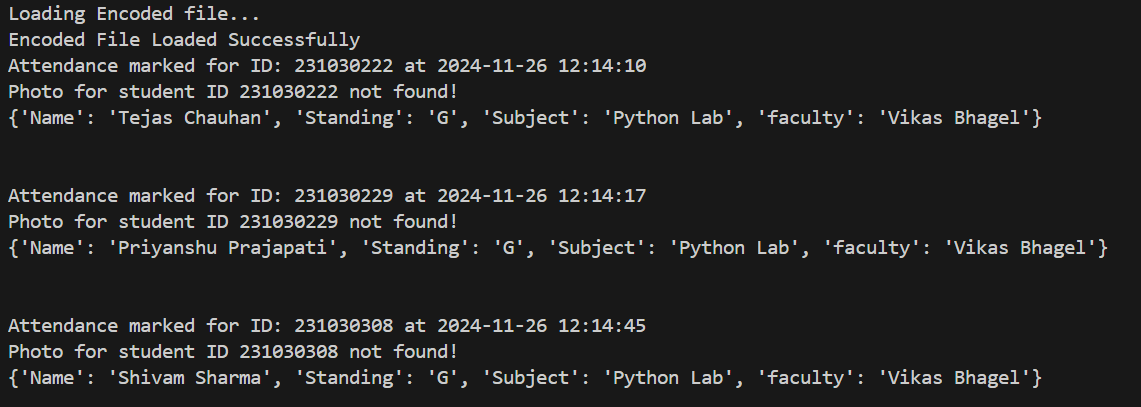 Loading Encoded file...
Encoded File Loaded Successfully
Attendance marked for ID: 231030222 at 2024-11-26 12:14:10
Photo for student ID 231030222 not found!
{'Name': 'Tejas Chauhan', 'Standing': 'G', 'Subject': 'Python Lab', 'faculty': 'Vikas Bhagel'}
Attendance marked for ID: 231030229 at 2024-11-26 12:14:17
Photo for student ID 231030229 not found!
{'Name': 'Priyanshu Prajapati', 'Standing': 'G', 'Subject': 'Python Lab', 'faculty': 'Vikas Bhagel'}
Attendance marked for ID: 231030308 at 2024-11-26 12:14:45
Photo for student ID 231030308 not found!
{'Name': 'Shivam Sharma', 'Standing': 'G', 'Subject': 'Python Lab', 'faculty': 'Vikas Bhagel'}